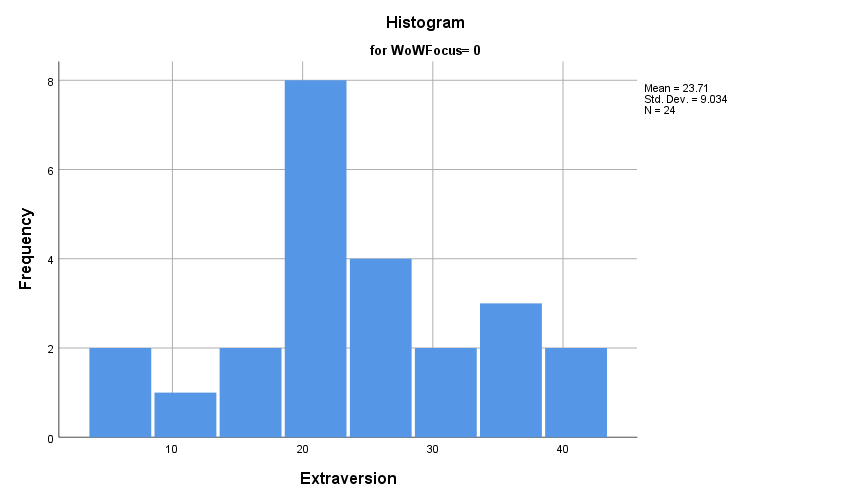 Histogram
for WoWFocus= 0
Mean = 23.71
Std. Dev. = 9.034
N = 24
Frequency
8
6
4
2
0
10 20 30 40
Extraversion